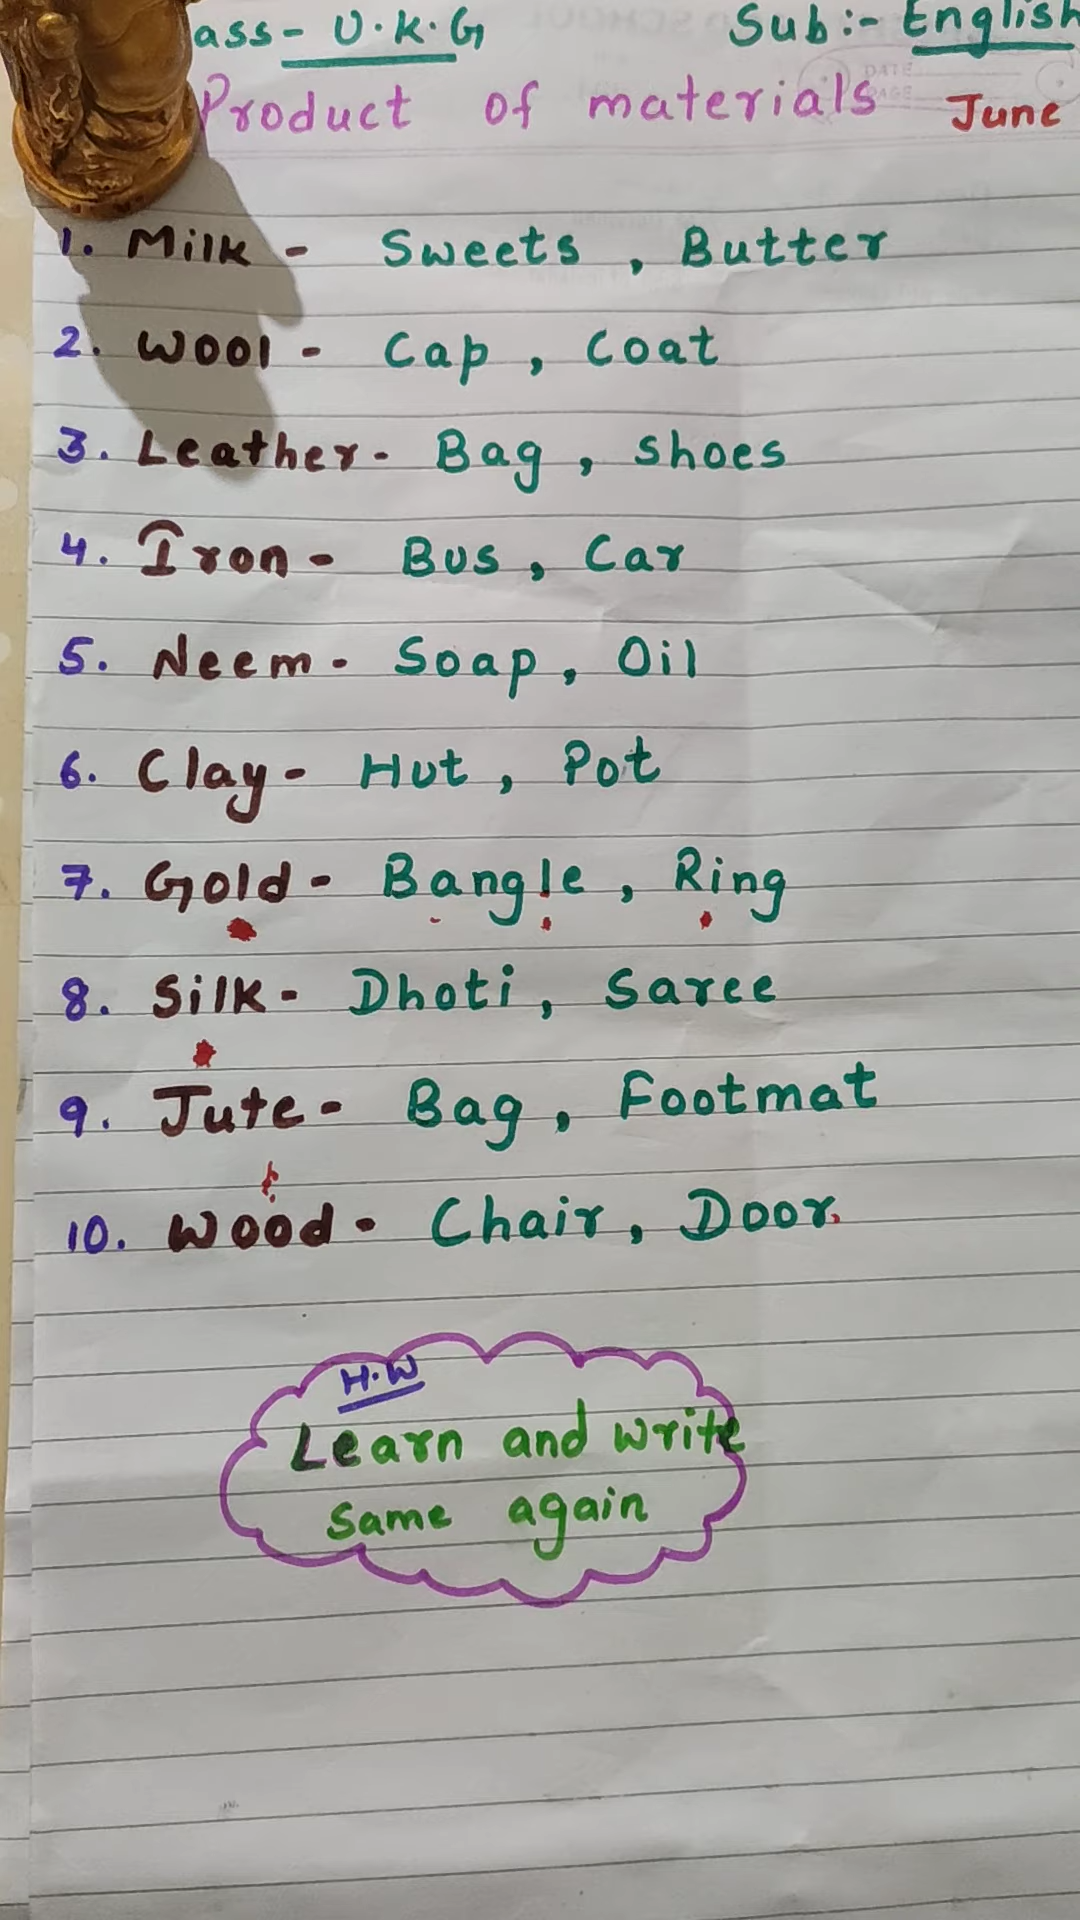 ass- U.K.G Sub:- English
Product of materials June
DATE
PAGE
1. Milk - Sweets , Butter
2. Wool - Cap , Coat
3. Leather - Bag , Shoes
4. Iron - Bus , Car
5. Neem - Soap , Oil
6. Clay - Hut , Pot
7. Gold - Bangle , Ring
8. Silk - Dhoti , Saree
9. Jute - Bag , Footmat
10. Wood - Chair , Door.
H.W
Learn and write
same again